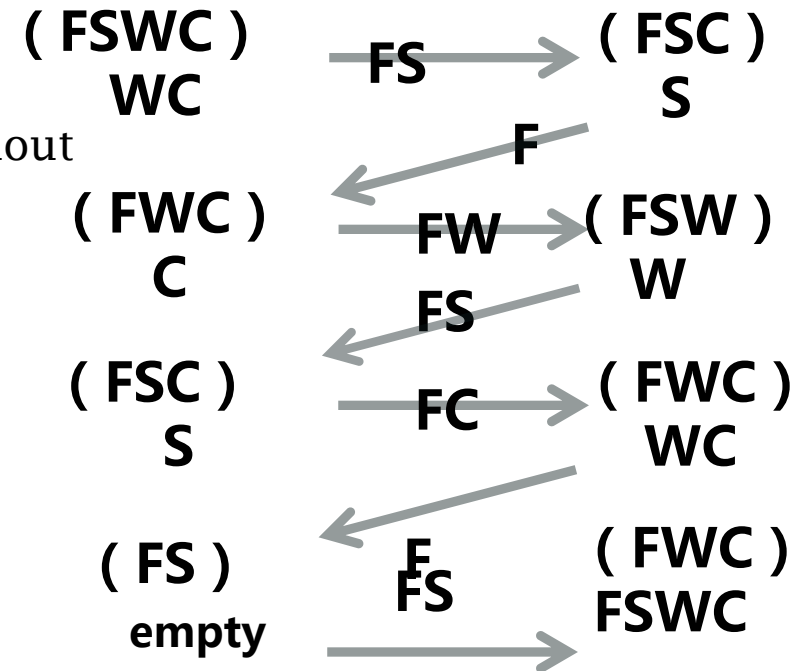 ( FSWC )
WC
FS
( FSC )
S
out
F
( FWC )
C
FW
( FSW )
W
FS
( FSC )
S
FC
( FWC )
WC
( FS )
empty
F
FS
( FWC )
FSWC